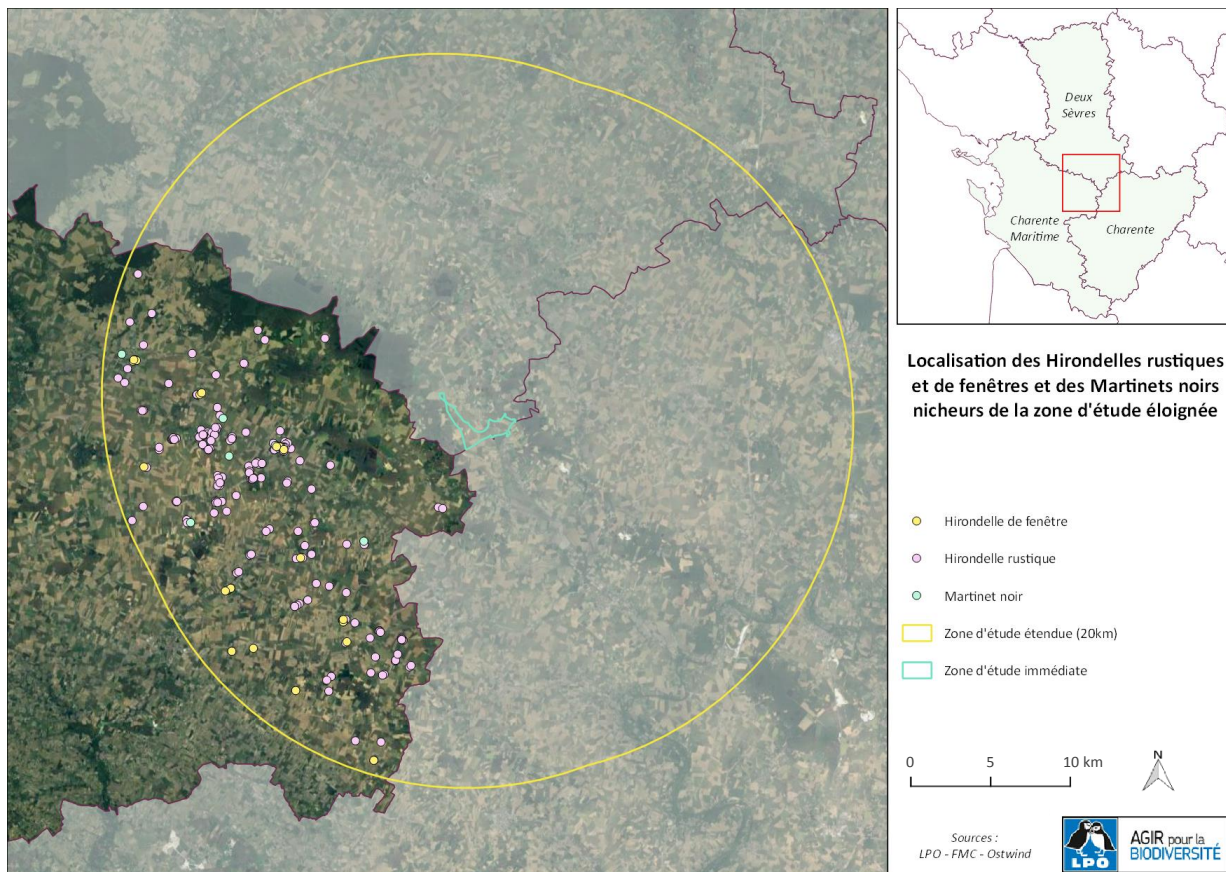 Deux
Sèvres
Charente
Maritime
Charente
Localisation des Hirondelles rustiques
et de fenêtres et des Martinets noirs
nicheurs de la zone d'étude éloignée
Hirondelle de fenêtre
Hirondelle rustique
Martinet noir
Zone d'étude étendue (20km)
Zone d'étude immédiate
0 5 10 km
N
Sources :
LPO - FMC - Ostwind
LPO
AGIR pour la
BIODIVERSITÉ